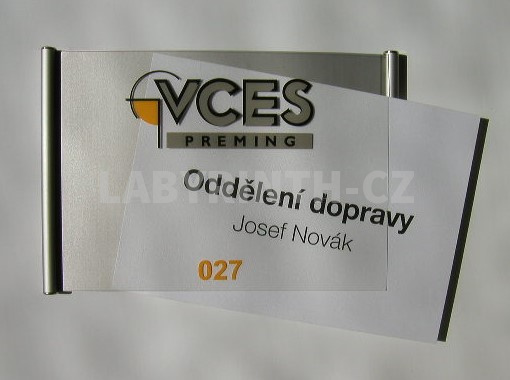 VCES
PREMING
LABYRINTH-CZ
Oddělení dopravy
Josef Novák
027